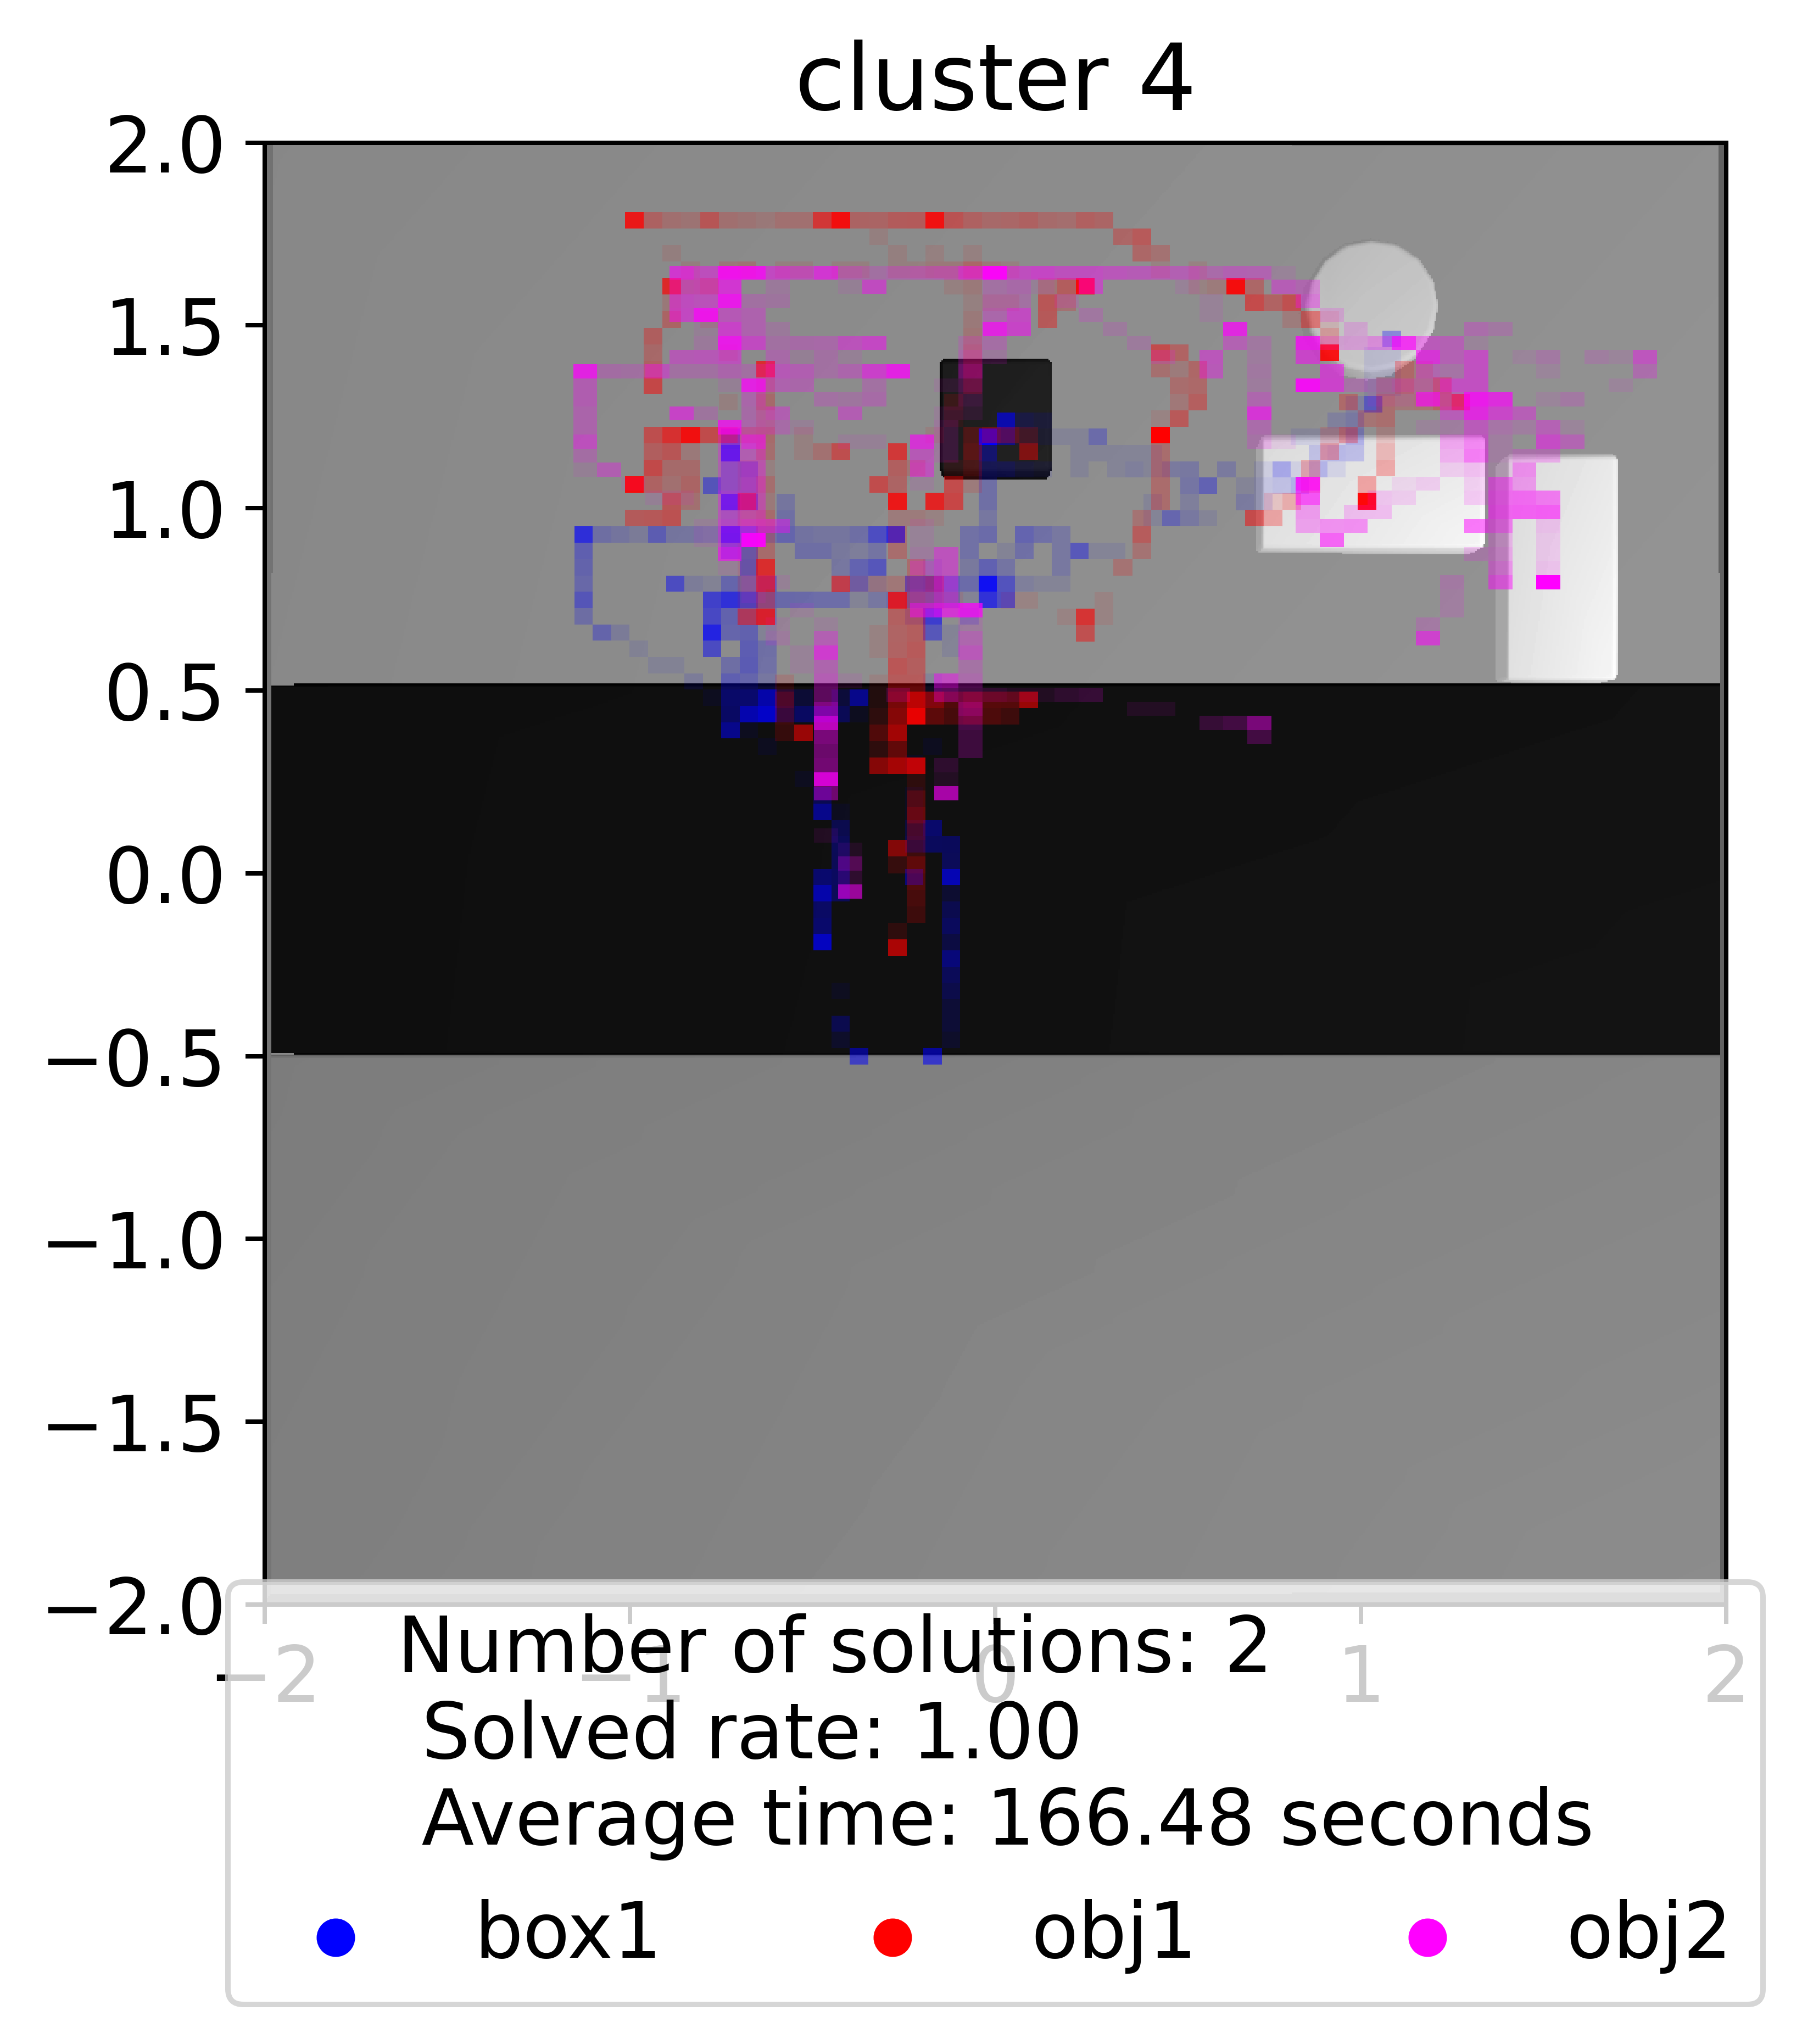 cluster 4
2.0
1.5
1.0
0.5
0.0
−0.5
−1.0
−1.5
−2.0
−2 −1 0 1 2
Number of solutions: 2
Solved rate: 1.00
Average time: 166.48 seconds
box1 obj1 obj2